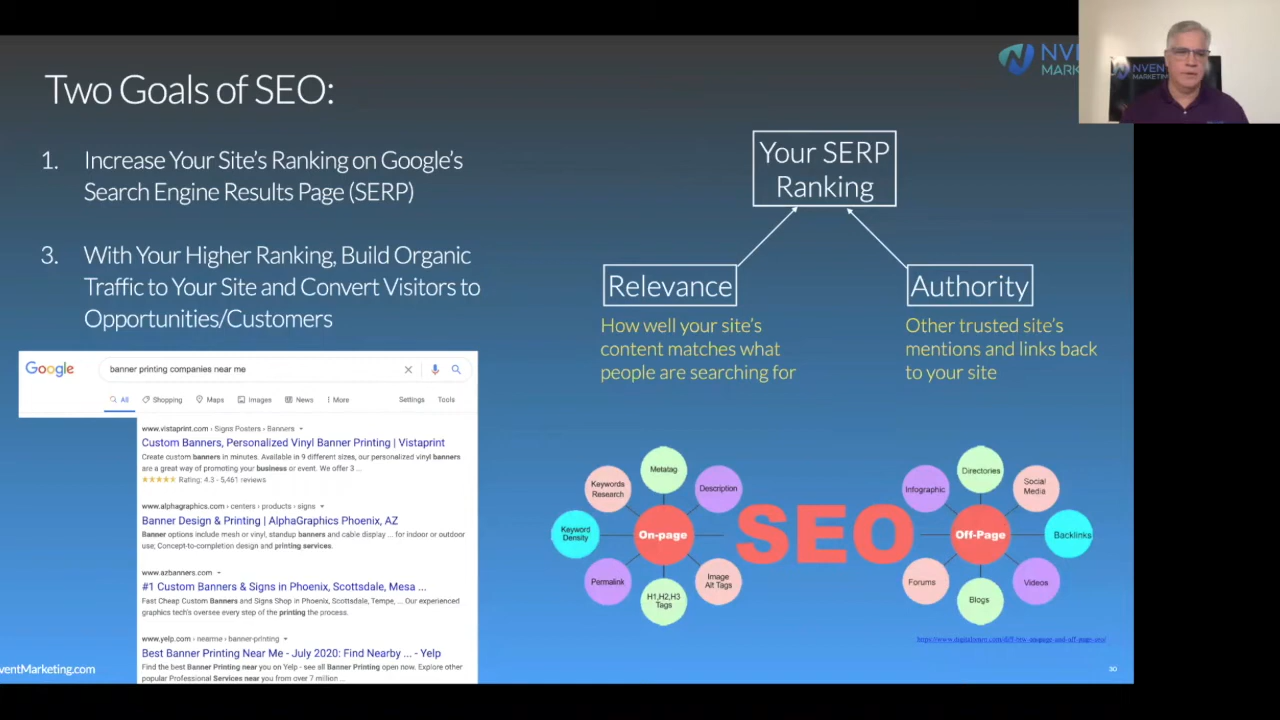 Two Goals of SEO:
1. Increase Your Site's Ranking on Google's
Search Engine Results Page (SERP)
3. With Your Higher Ranking, Build Organic
Traffic to Your Site and Convert Visitors to
Opportunities/Customers
Google
banner printing companies near me
All Shopping Maps Images News More Settings Tools
www.vistaprint.com › Signs Posters › Banners
Custom Banners, Personalized Vinyl Banner Printing | Vistaprint
Create custom banners in minutes. Available in 9 different sizes, our personalized vinyl banners
are a great way of promoting your business or event. We offer 3 ...
Rating: 4.3 - 5,461 reviews
www.alphagraphics.com › centers › products › signs
Banner Design & Printing | AlphaGraphics Phoenix, AZ
Banner options include mesh or vinyl, standup banners and cable display ... for indoor or outdoor
use; Concept-to-completion design and printing services.
www.azbanners.com
#1 Custom Banners & Signs in Phoenix, Scottsdale, Mesa ...
Fast Cheap Custom Banners and Signs Shop in Phoenix, Scottsdale, Tempe, ... Our experienced
graphics tech's oversee every step of the printing the process.
www.yelp.com › nearme › banner-printing
Best Banner Printing Near Me - July 2020: Find Nearby ... - Yelp
Find the best Banner Printing near you on Yelp - see all Banner Printing open now. Explore other
popular Professional Services near you from over 7 million ...
ventMarketing.com
NVEN
MARK
NVEN
MARKETING
Your SERP
Ranking
Relevance
How well your site's
content matches what
people are searching for
Authority
Other trusted site's
mentions and links back
to your site
Metatag
Keywords
Research
Description
Keyword
Density
On-page
Permalink
Image
Alt Tags
H1,H2,H3
Tags
SEO
Directories
Infographic
Social
Media
Off-Page
Backlinks
Forums
Videos
Blogs
30